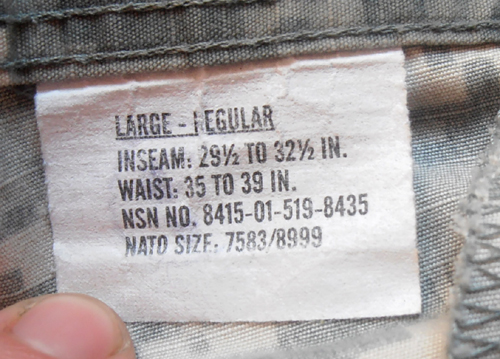 LARGE - REGULAR
INSEAM: 29½ TO 32½ IN.
WAIST: 35 TO 39 IN.
NSN NO. 8415-01-519-8435
NATO SIZE: 7583/8999